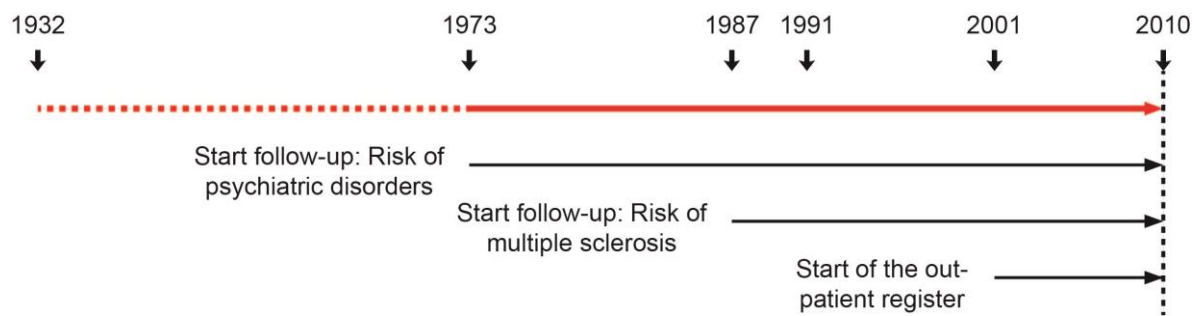 1932 1973 1987 1991 2001 2010
Start follow-up: Risk of
psychiatric disorders
Start follow-up: Risk of
multiple sclerosis
Start of the out-
patient register